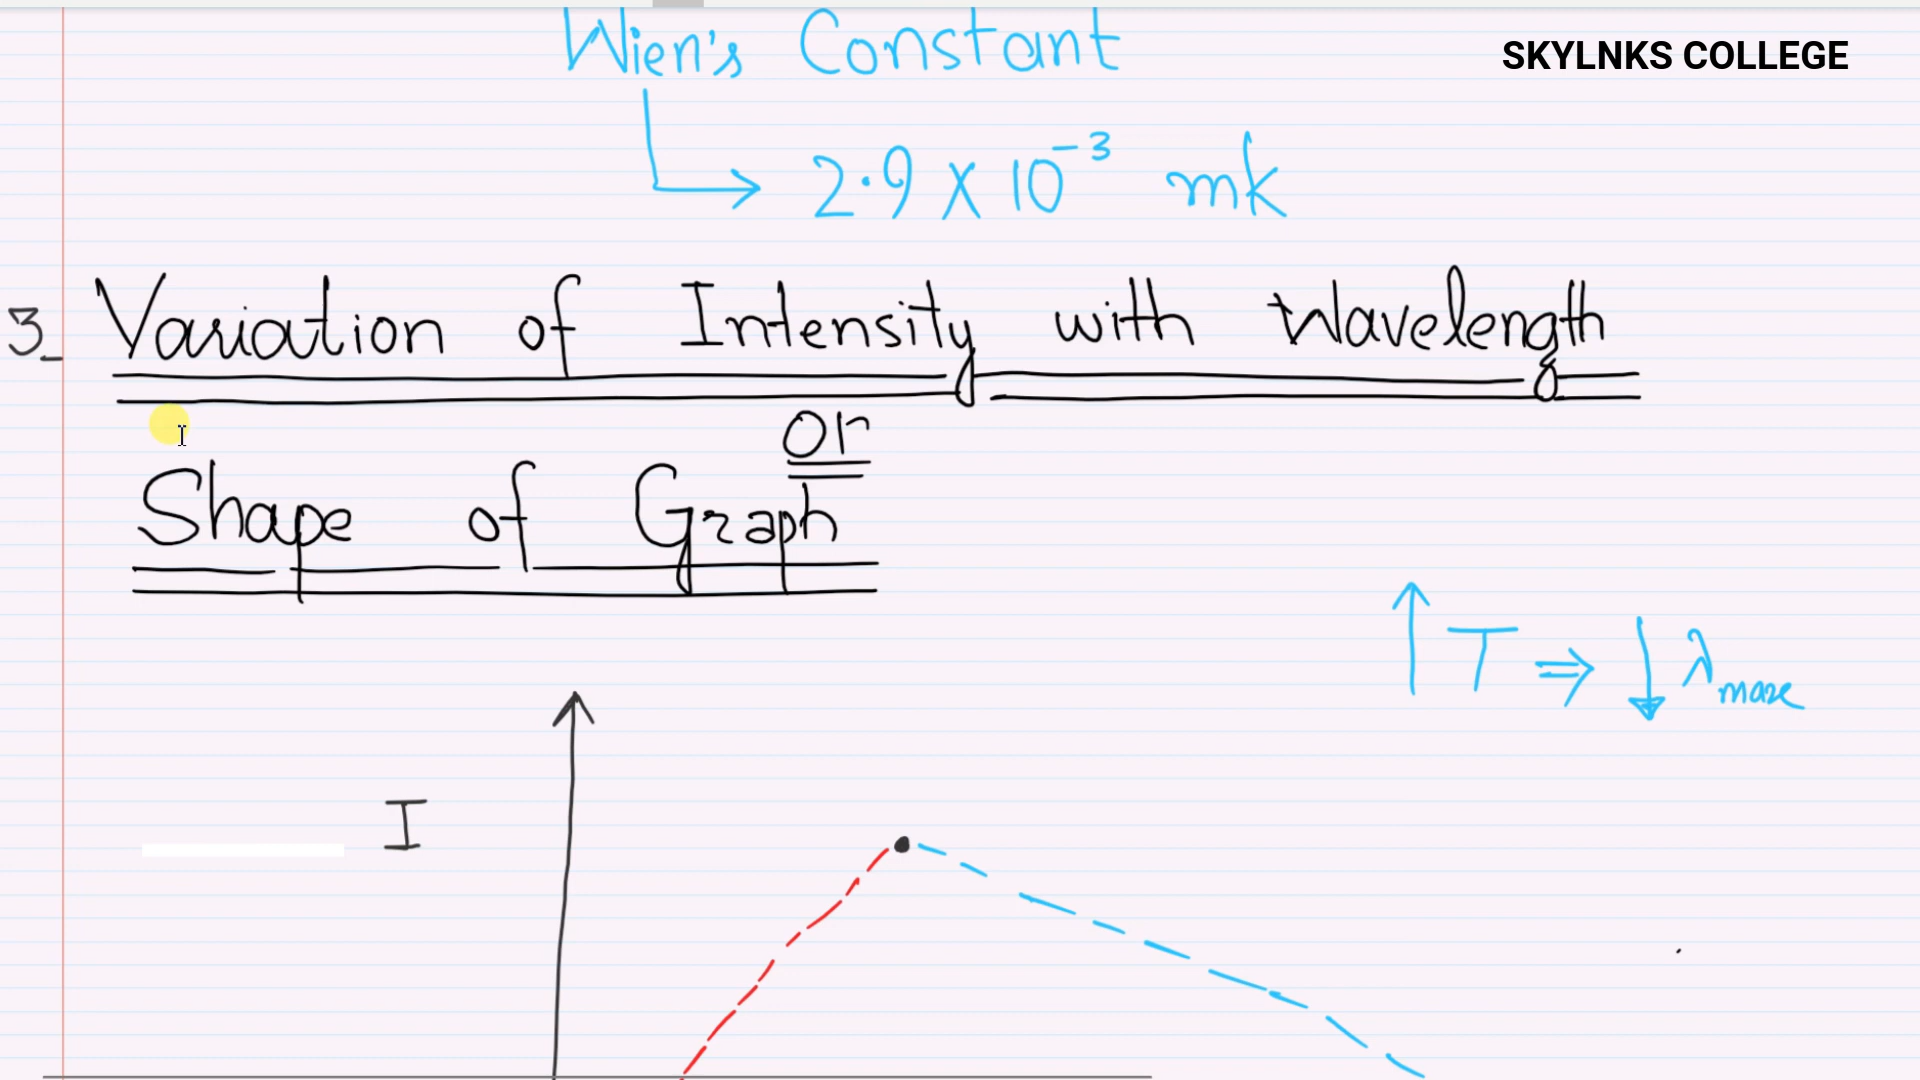 Wien's Constant
SKYLNKS COLLEGE
→ 2.9 × 10⁻³ mk
3_ Variation of Intensity with Wavelength
or
Shape of Graph
↑ T ⇒ ↓ λmax
I